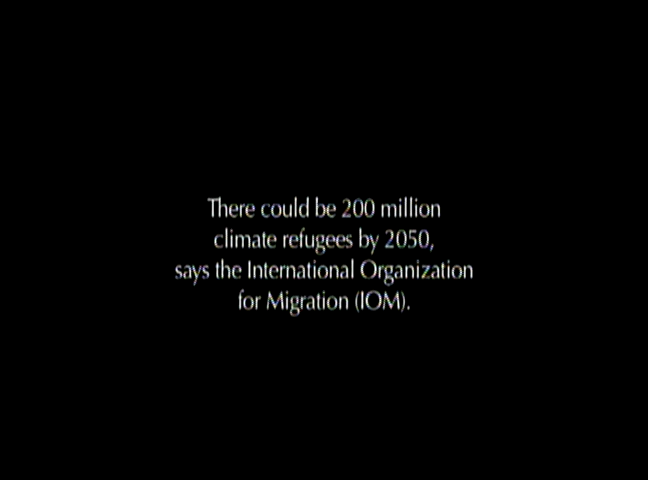 There could be 200 million
climate refugees by 2050,
says the International Organization
for Migration (IOM).